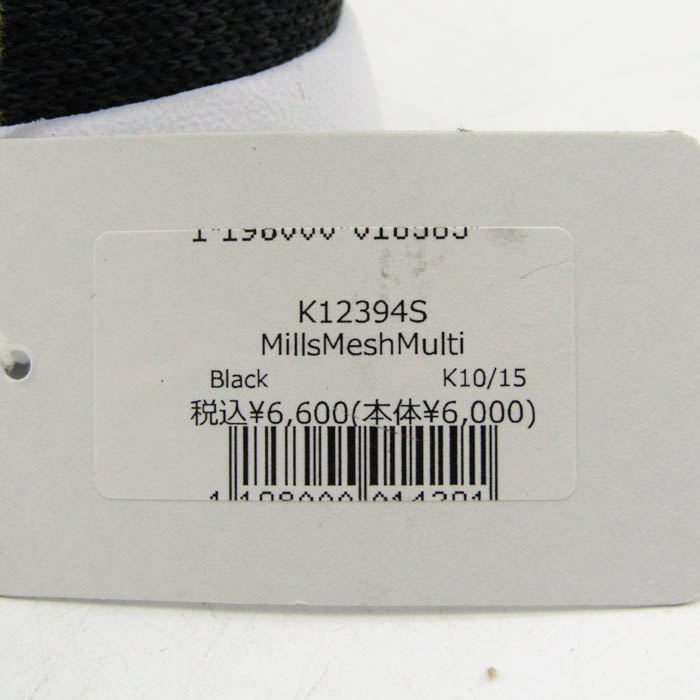 K12394S
MillsMeshMulti
Black K10/15
税込¥6,600(本体¥6,000)